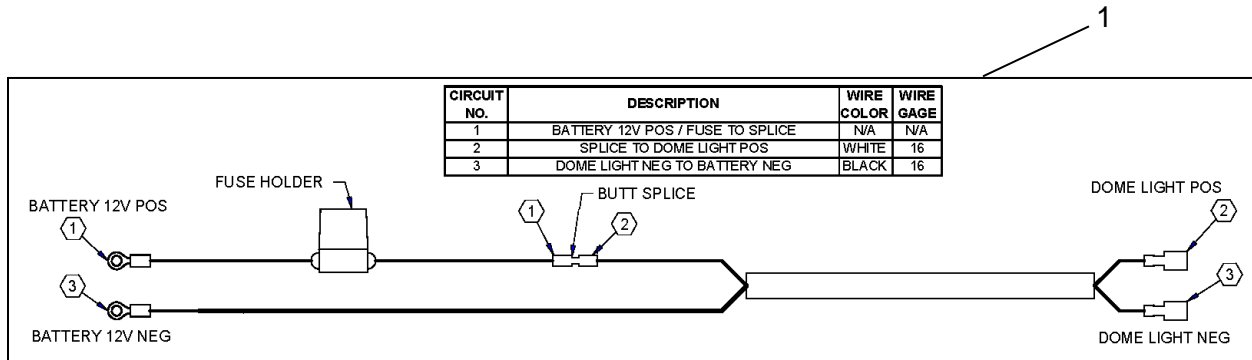 1
CIRCUIT NO. DESCRIPTION WIRE COLOR WIRE GAGE
1 BATTERY 12V POS / FUSE TO SPLICE N/A N/A
2 SPLICE TO DOME LIGHT POS WHITE 16
3 DOME LIGHT NEG TO BATTERY NEG BLACK 16
FUSE HOLDER
BUTT SPLICE
DOME LIGHT POS
BATTERY 12V POS
1
1
2
2
3
3
BATTERY 12V NEG
DOME LIGHT NEG